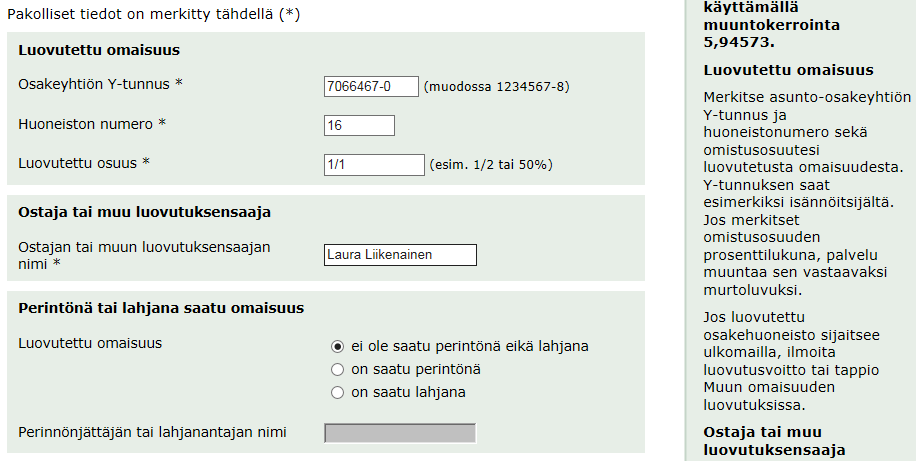 Pakolliset tiedot on merkitty tähdellä (*)
Luovutettu omaisuus
Osakeyhtiön Y-tunnus * 7066467-0 (muodossa 1234567-8)
Huoneiston numero * 16
Luovutettu osuus * 1/1 (esim. 1/2 tai 50%)
Ostaja tai muu luovutuksensaaja
Ostajan tai muun luovutuksensaajan
nimi * Laura Liikenainen
Perintönä tai lahjana saatu omaisuus
Luovutettu omaisuus ei ole saatu perintönä eikä lahjana
on saatu perintönä
on saatu lahjana
Perinnönjättäjän tai lahjanantajan nimi
käyttämällä
muuntokerrointa
5,94573.
Luovutettu omaisuus
Merkitse asunto-osakeyhtiön
Y-tunnus ja
huoneistonumero sekä
omistusosuutesi
luovutetusta omaisuudesta.
Y-tunnuksen saat
esimerkiksi isännöitsijältä.
Jos merkitset
omistusosuuden
prosenttilukuna, palvelu
muuntaa sen vastaavaksi
murtoluvuksi.
Jos luovutettu
osakehuoneisto sijaitsee
ulkomailla, ilmoita
luovutusvoitto tai tappio
Muun omaisuuden
luovutuksissa.
Ostaja tai muu
luovutuksensaaja